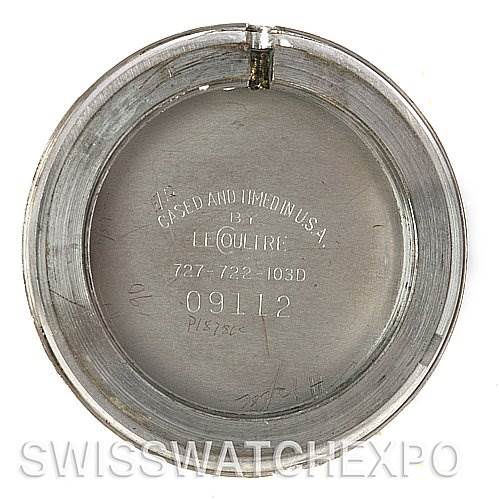 CASED AND TIMED IN U.S.A.
BY
LECOULTRE
727-722-103D
09112
SWISSWATCHEXPO